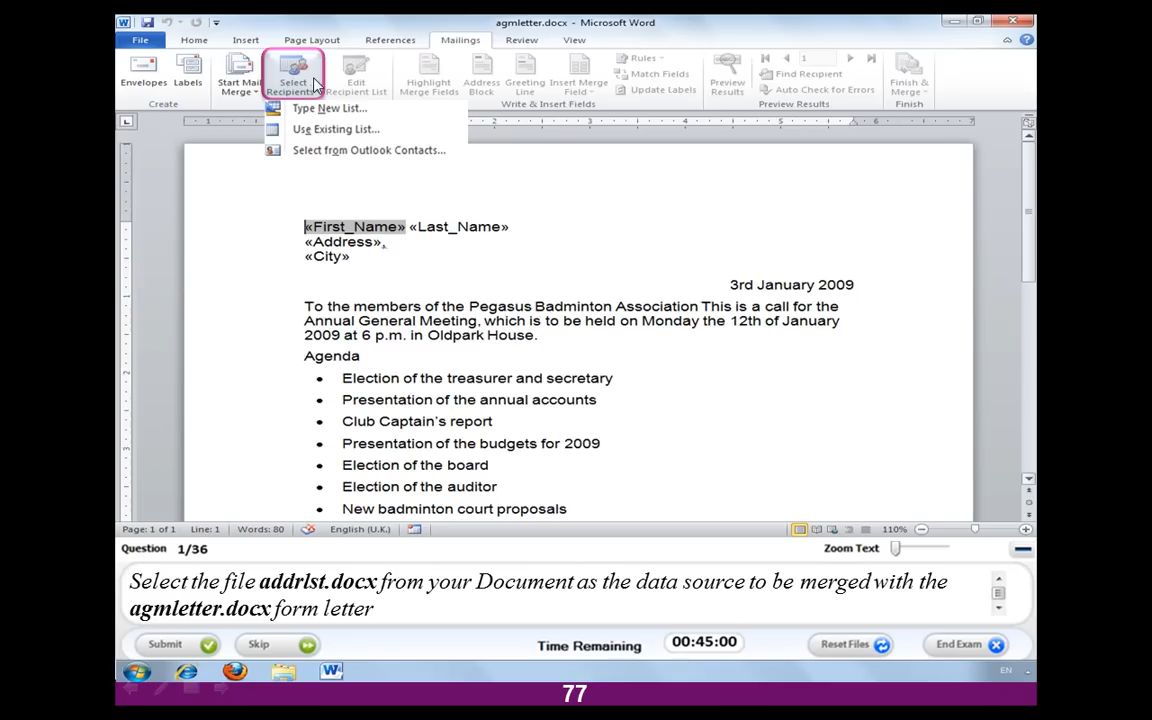 agmletter.docx - Microsoft Word
File Home Insert Page Layout References Mailings Review View
Envelopes Labels
Create
Start Mail Merge
Select Recipients
Edit Recipient List
Highlight Merge Fields
Address Block
Greeting Line
Insert Merge Field
Rules
Match Fields
Update Labels
Write & Insert Fields
Preview Results
1
Find Recipient
Auto Check for Errors
Preview Results
Finish & Merge
Finish
Type New List...
Use Existing List...
Select from Outlook Contacts...
1 2 3 4 5 6 7
«First_Name» «Last_Name»
«Address»,
«City»
3rd January 2009
To the members of the Pegasus Badminton Association This is a call for the
Annual General Meeting, which is to be held on Monday the 12th of January
2009 at 6 p.m. in Oldpark House.
Agenda
• Election of the treasurer and secretary
• Presentation of the annual accounts
• Club Captain's report
• Presentation of the budgets for 2009
• Election of the board
• Election of the auditor
• New badminton court proposals
Page: 1 of 1 Line: 1 Words: 80 English (U.K.) 110%
Question 1/36 Zoom Text
Select the file addrlst.docx from your Document as the data source to be merged with the
agmletter.docx form letter
Submit Skip Time Remaining 00:45:00 Reset Files End Exam
EN
77